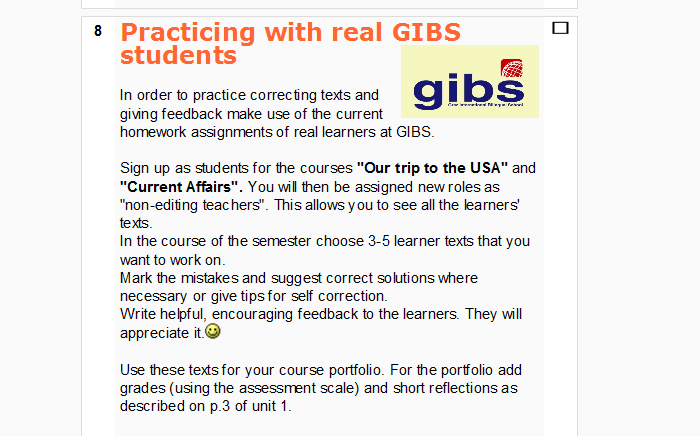 8
Practicing with real GIBS
students
gibs
Graz International Bilingual School
In order to practice correcting texts and
giving feedback make use of the current
homework assignments of real learners at GIBS.
Sign up as students for the courses "Our trip to the USA" and
"Current Affairs". You will then be assigned new roles as
"non-editing teachers". This allows you to see all the learners'
texts.
In the course of the semester choose 3-5 learner texts that you
want to work on.
Mark the mistakes and suggest correct solutions where
necessary or give tips for self correction.
Write helpful, encouraging feedback to the learners. They will
appreciate it.
Use these texts for your course portfolio. For the portfolio add
grades (using the assessment scale) and short reflections as
described on p.3 of unit 1.